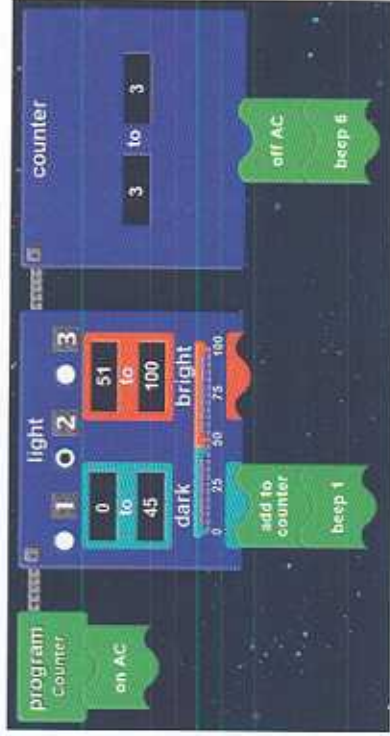 program
Counter
on AC
light
1 2 3
0
to
45
dark
51
to
100
bright
0 25 50 75 100
add to
counter
beep 1
counter
3 to 3
off AC
beep 6